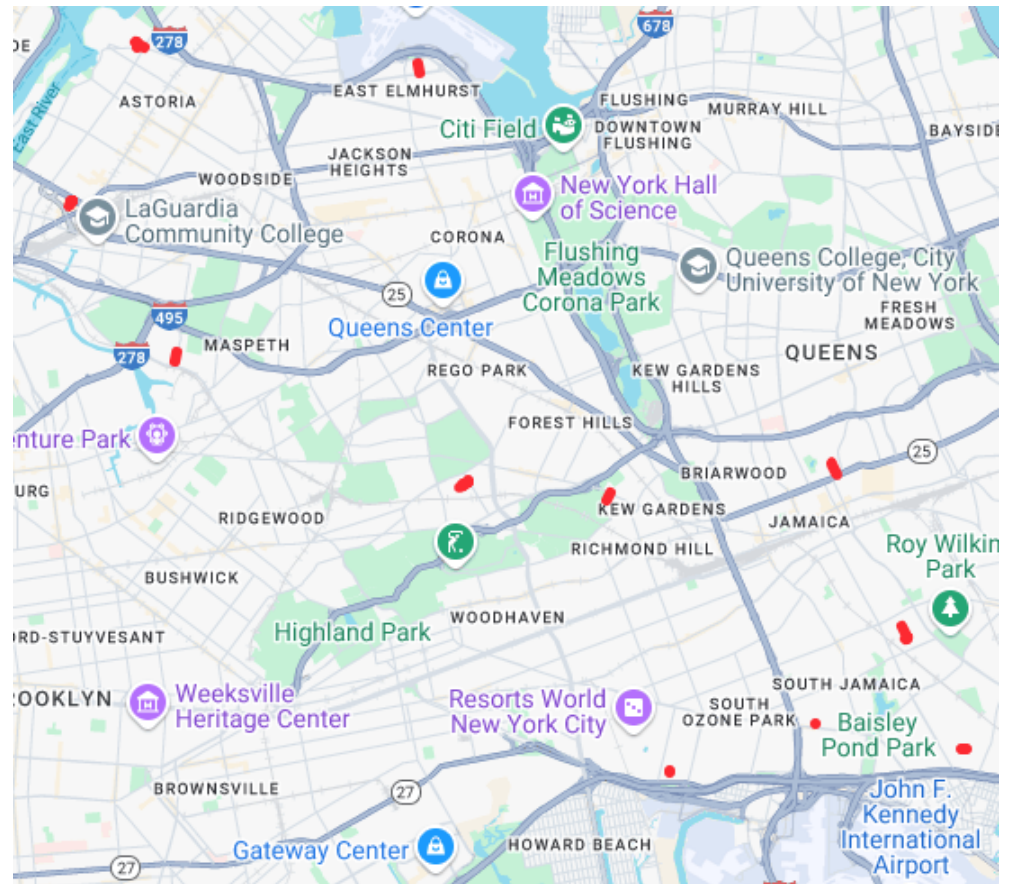 278
678
EAST ELMHURST
FLUSHING
ASTORIA
MURRAY HILL
East River
Citi Field
DOWNTOWN
FLUSHING
BAYSIDE
JACKSON
HEIGHTS
WOODSIDE
New York Hall
of Science
LaGuardia
Community College
CORONA
Flushing
Meadows
Corona Park
Queens College, City
University of New York
25
495
Queens Center
FRESH
MEADOWS
278
MASPETH
QUEENS
REGO PARK
KEW GARDENS
HILLS
FOREST HILLS
enture Park
25
BRIARWOOD
URG
RIDGEWOOD
KEW GARDENS
JAMAICA
RICHMOND HILL
Roy Wilkin
Park
BUSHWICK
WOODHAVEN
Highland Park
ORD-STUYVESANT
SOUTH JAMAICA
ROOKLYN
Weeksville
Heritage Center
Resorts World
New York City
SOUTH
OZONE PARK
Baisley
Pond Park
BROWNSVILLE
27
John F.
Kennedy
International
Airport
Gateway Center
HOWARD BEACH
27